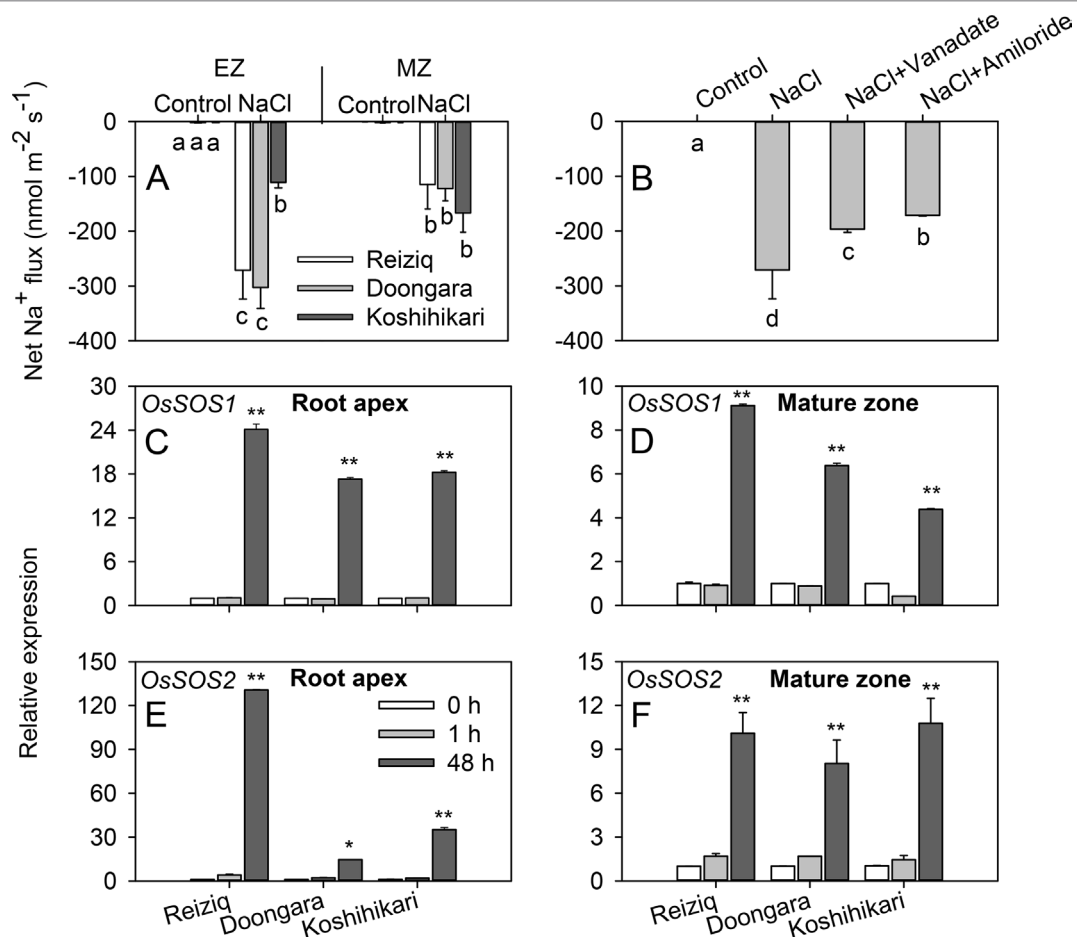 Net Na⁺ flux (nmol m⁻² s⁻¹)
EZ MZ
Control NaCl Control NaCl
0
-100
-200
-300
-400
A
a a a
c c b
b b b
Reiziq
Doongara
Koshihikari
Control NaCl NaCl+Vanadate NaCl+Amiloride
0
-100
-200
-300
-400
B
a
d
c
b
Relative expression
30
24
18
12
6
0
OsSOS1 Root apex
C
** ** **
10
8
6
4
2
0
OsSOS1 Mature zone
D
** ** **
150
120
90
60
30
0
OsSOS2 Root apex
E
** * **
0 h
1 h
48 h
Reiziq Doongara Koshihikari
15
12
9
6
3
0
OsSOS2 Mature zone
F
** ** **
Reiziq Doongara Koshihikari